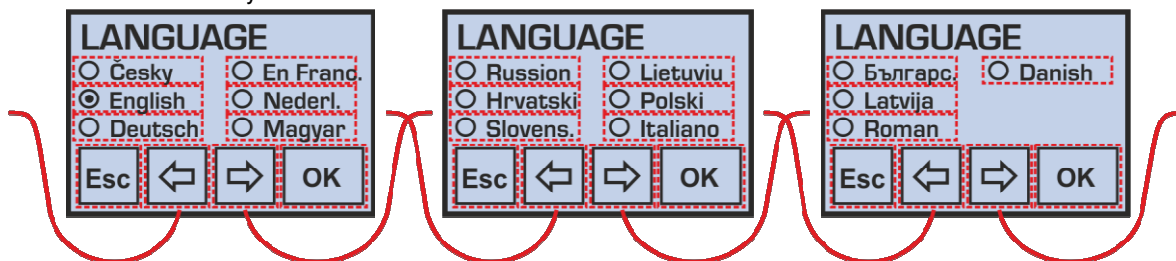 LANGUAGE
Česky
En Franc.
English
Nederl.
Deutsch
Magyar
Esc
OK
LANGUAGE
Russion
Lietuviu
Hrvatski
Polski
Slovens.
Italiano
Esc
OK
LANGUAGE
Българс.
Danish
Latvija
Roman
Esc
OK